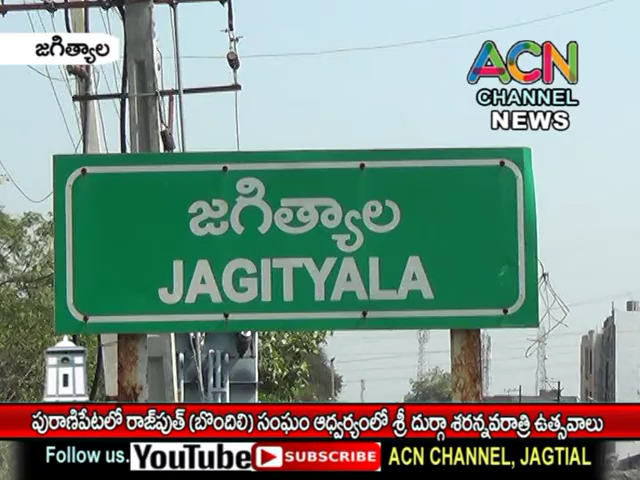 జగిత్యాల
ACN
CHANNEL
NEWS
జగిత్యాల
JAGITYALA
పురాణిపేటలో రాజ్‌పుత్ (బొందిలి) సంఘం ఆధ్వర్యంలో శ్రీ దుర్గా శరన్నవరాత్రి ఉత్సవాలు
Follow us. YouTube SUBSCRIBE ACN CHANNEL, JAGTIAL